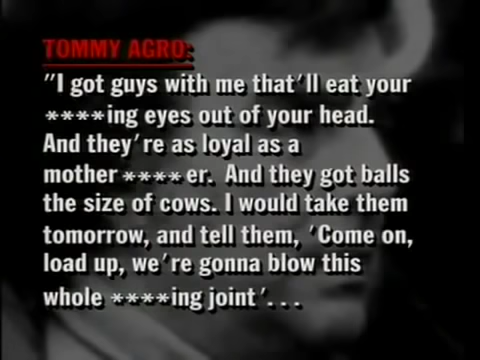 TOMMY AGRO:
"I got guys with me that'll eat your
****ing eyes out of your head.
And they're as loyal as a
mother ****er. And they got balls
the size of cows. I would take them
tomorrow, and tell them, 'Come on,
load up, we're gonna blow this
whole ****ing joint'...